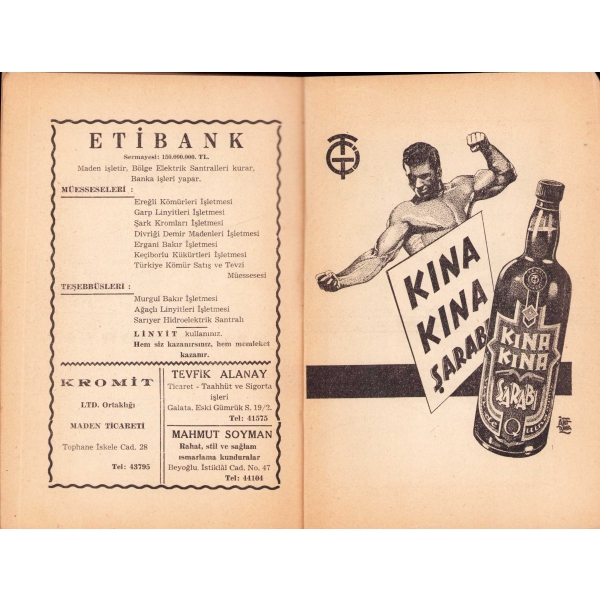 ETİBANK
Sermayesi: 150.000.000. TL.
Maden işletir, Bölge Elektrik Santralleri kurar,
Banka işleri yapar.
MÜESSESELERİ :
Ereğli Kömürleri İşletmesi
Garp Linyitleri İşletmesi
Şark Kromları İşletmesi
Divriği Demir Madenleri İşletmesi
Ergani Bakır İşletmesi
Keçiborlu Kükürtleri İşletmesi
Türkiye Kömür Satış ve Tevzi
Müessesesi
TEŞEBBÜSLERİ :
Murgul Bakır İşletmesi
Ağaçlı Linyitleri İşletmesi
Sarıyer Hidroelektrik Santralı
LİNYİT kullanınız.
Hem siz kazanırsınız, hem memleket
kazanır.
KROMİT
LTD. Ortaklığı
MADEN TİCARETİ
Tophane İskele Cad. 28
Tel: 43795
TEVFİK ALANAY
Ticaret - Taahhüt ve Sigorta
işleri
Galata. Eski Gümrük S. 19/2.
Tel: 41575
MAHMUT SOYMAN
Rahat, stil ve sağlam
ısmarlama kunduralar
Beyoğlu. İstiklâl Cad. No. 47
Tel: 44104
KINA
KINA
ŞARABI
14
KINA
KINA
ŞARABI